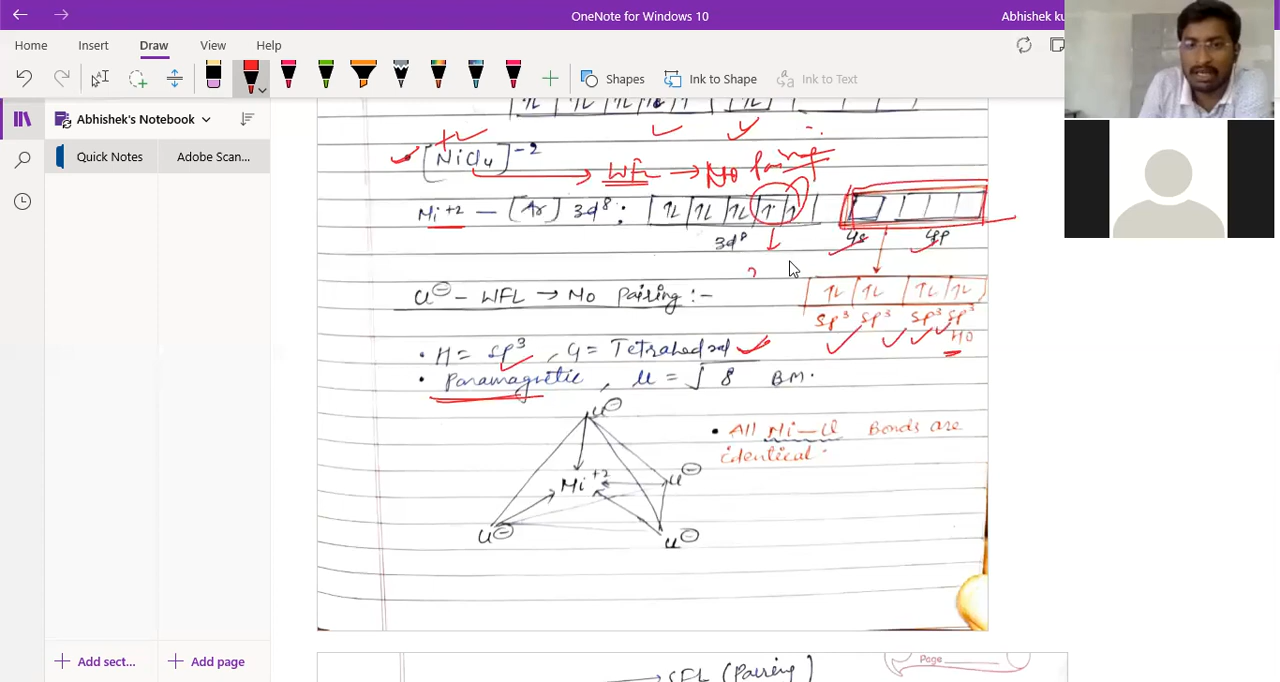 OneNote for Windows 10
Abhishek ku
Home Insert Draw View Help
Shapes Ink to Shape Ink to Text
Abhishek's Notebook
Quick Notes Adobe Scan...
[NiCl4]-2 → WFL → No pairing
Ni+2 — [Ar] 3d8 :
3d8 4s 4p
Cl⊖ - WFL → No Pairing :-
sp3 sp3 sp3 sp3
HO
• H = sp3 , G = Tetrahedral
• Paramagnetic , μ = √8 BM.
Cl⊖
• All Ni-Cl Bonds are
identical.
Ni+2 Cl⊖
Cl⊖ Cl⊖
Add sect... Add page
SFL (Pairing)
Page